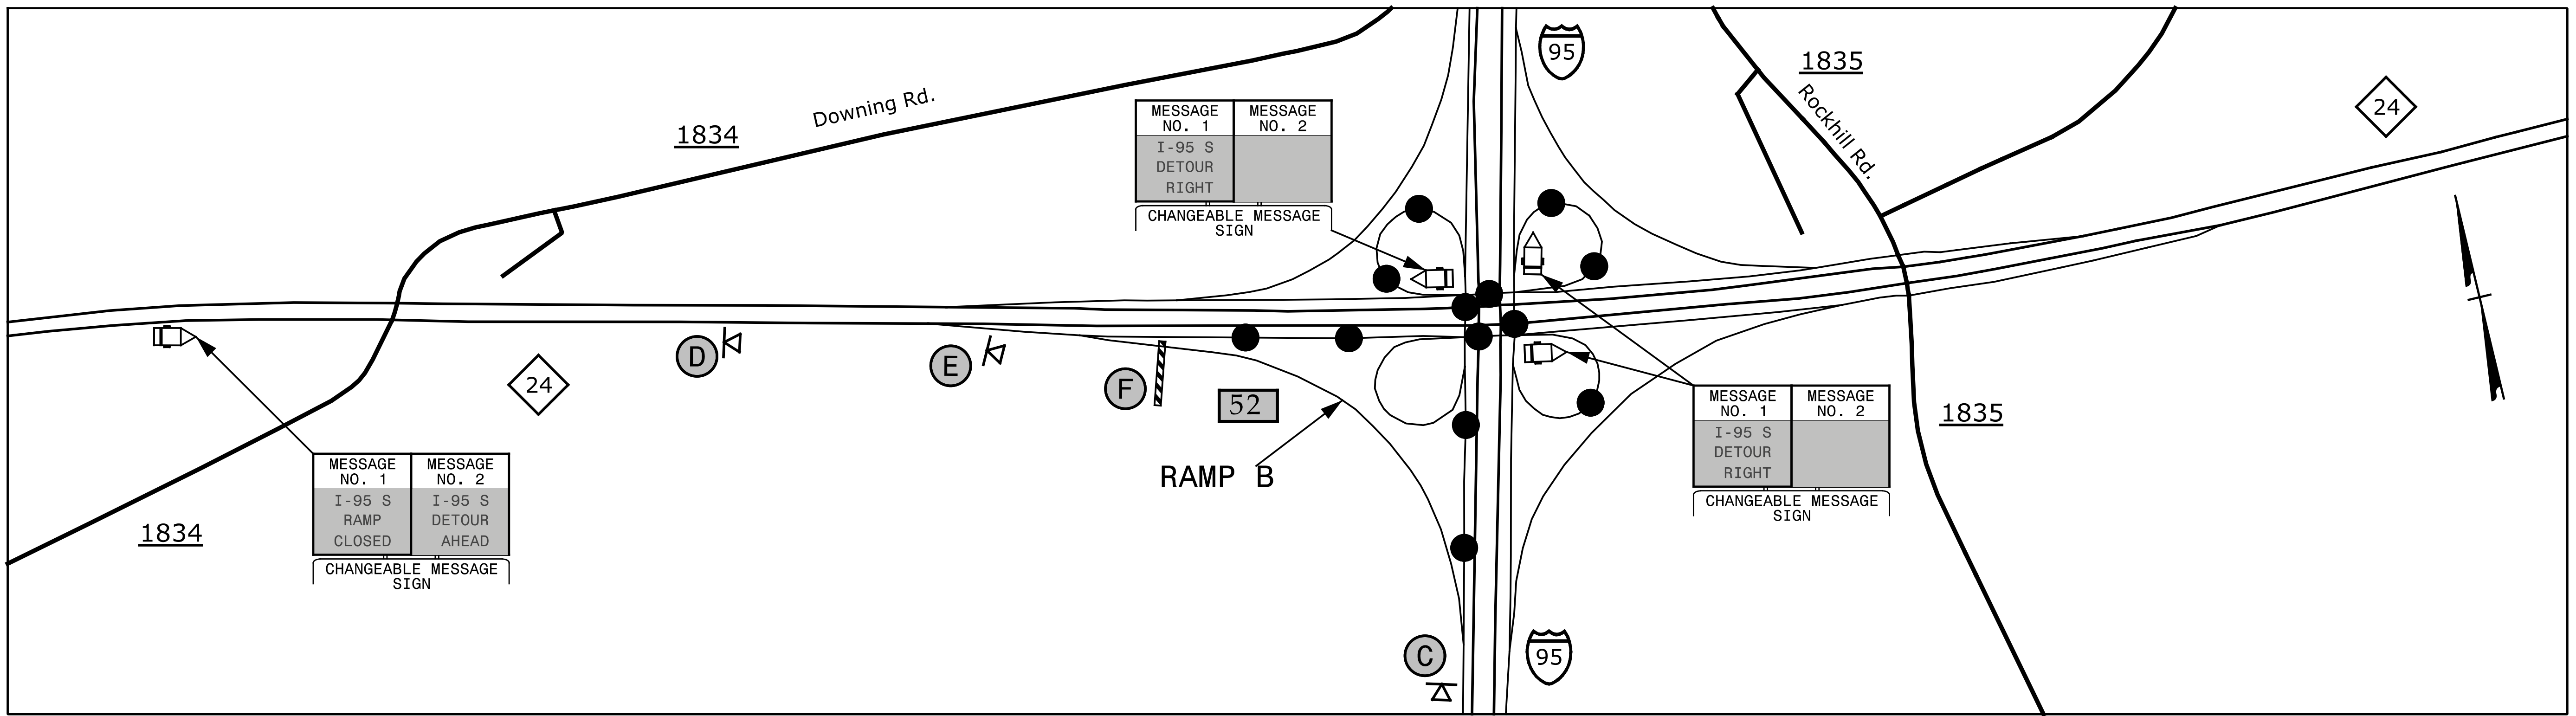 95
1835
Rockhill Rd.
24
Downing Rd.
1834
MESSAGE NO. 1
MESSAGE NO. 2
I-95 S
DETOUR
RIGHT
CHANGEABLE MESSAGE
SIGN
D
E
F
52
24
RAMP B
MESSAGE NO. 1
MESSAGE NO. 2
I-95 S
DETOUR
RIGHT
CHANGEABLE MESSAGE
SIGN
1835
MESSAGE NO. 1
MESSAGE NO. 2
I-95 S
RAMP
CLOSED
I-95 S
DETOUR
AHEAD
CHANGEABLE MESSAGE
SIGN
1834
C
95